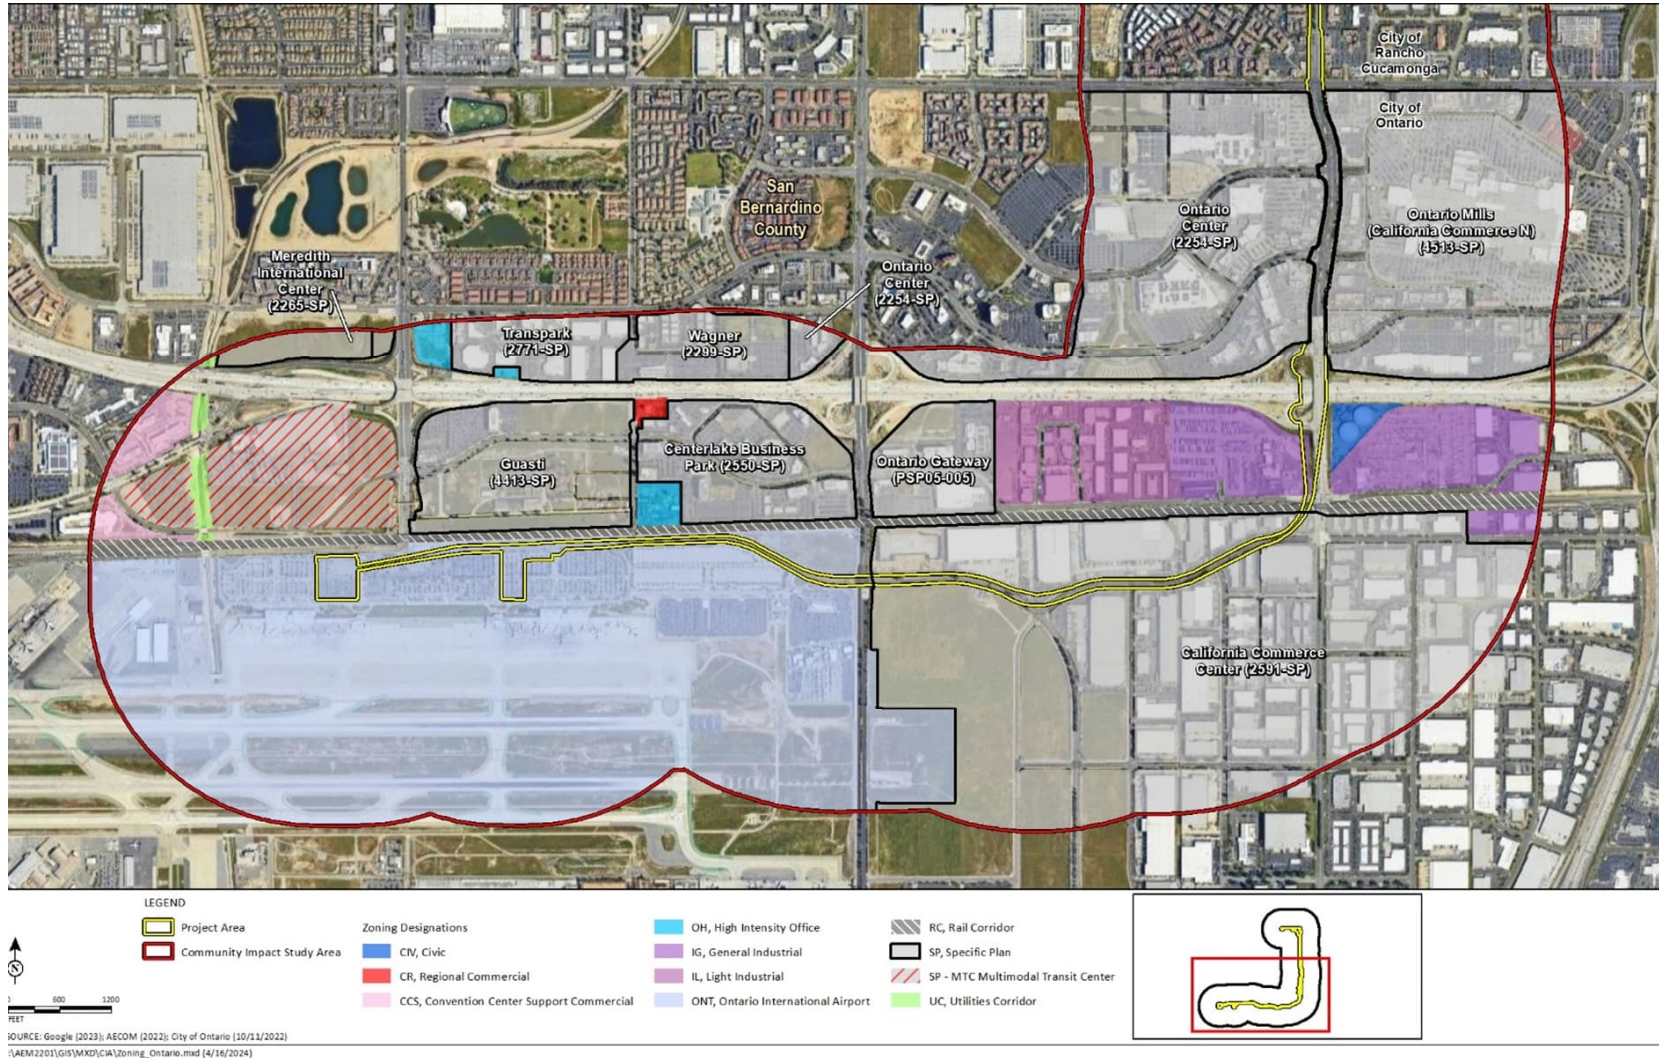 City of
Rancho
Cucamonga
City of
Ontario
San
Bernardino
County
Ontario
Center
(2254-SP)
Ontario Mills
(California Commerce N)
(4513-SP)
Meredith
International
Center
(2265-SP)
Ontario
Center
(2254-SP)
Transpark
(2771-SP)
Wagner
(2299-SP)
Guasti
(4413-SP)
Centerlake Business
Park (2550-SP)
Ontario Gateway
(PSP05-005)
California Commerce
Center (2591-SP)
LEGEND
Project Area
Community Impact Study Area
Zoning Designations
CIV, Civic
CR, Regional Commercial
CCS, Convention Center Support Commercial
OH, High Intensity Office
IG, General Industrial
IL, Light Industrial
ONT, Ontario International Airport
RC, Rail Corridor
SP, Specific Plan
SP - MTC Multimodal Transit Center
UC, Utilities Corridor
N
0 600 1200
FEET
SOURCE: Google (2023); AECOM (2022); City of Ontario (10/11/2022)
:\AEM2201\GIS\MXD\CIA\Zoning_Ontario.mxd (4/16/2024)